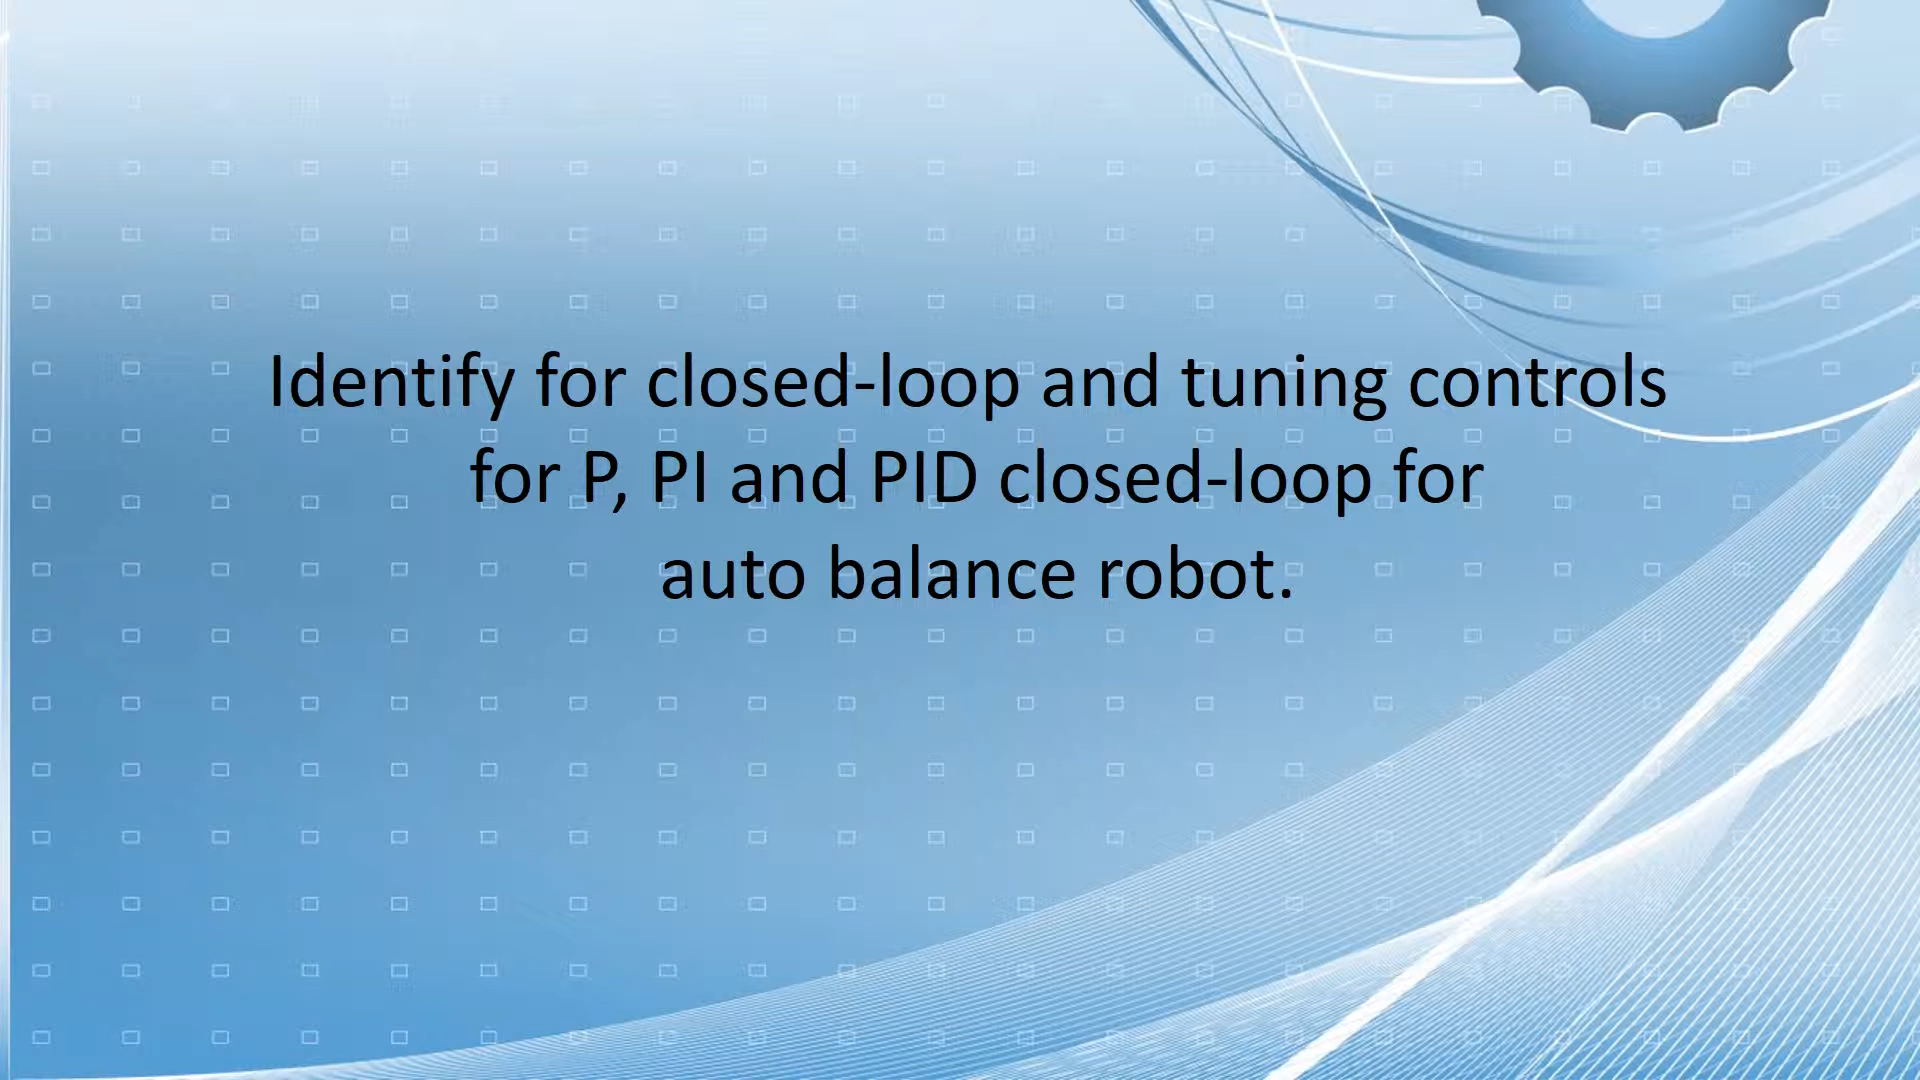 Identify for closed-loop and tuning controls
for P, PI and PID closed-loop for
auto balance robot.